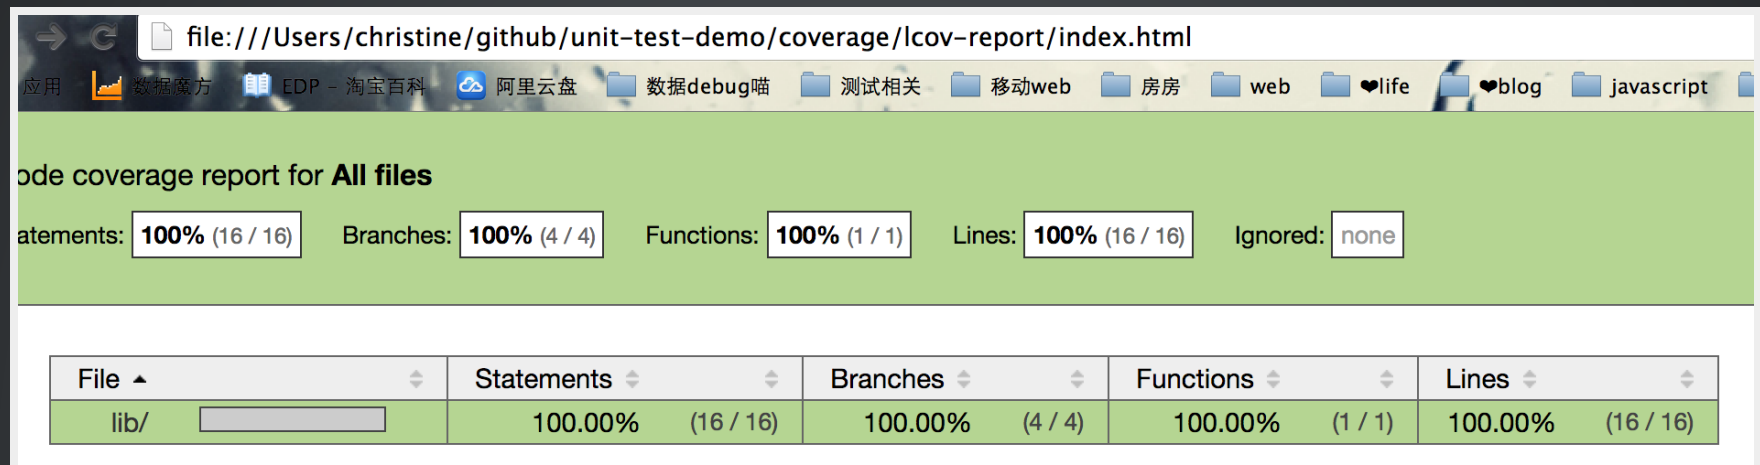 file:///Users/christine/github/unit-test-demo/coverage/lcov-report/index.html
应用 数据魔方 EDP - 淘宝百科 阿里云盘 数据debug喵 测试相关 移动web 房房 web ❤life ❤blog javascript
ode coverage report for All files
atements: 100% (16 / 16) Branches: 100% (4 / 4) Functions: 100% (1 / 1) Lines: 100% (16 / 16) Ignored: none
File Statements Branches Functions Lines
lib/ 100.00% (16 / 16) 100.00% (4 / 4) 100.00% (1 / 1) 100.00% (16 / 16)